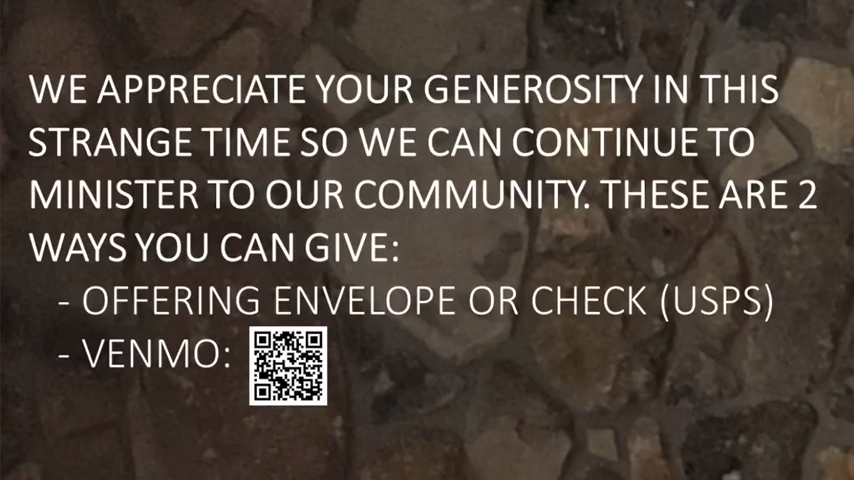 WE APPRECIATE YOUR GENEROSITY IN THIS
STRANGE TIME SO WE CAN CONTINUE TO
MINISTER TO OUR COMMUNITY. THESE ARE 2
WAYS YOU CAN GIVE:
- OFFERING ENVELOPE OR CHECK (USPS)
- VENMO: